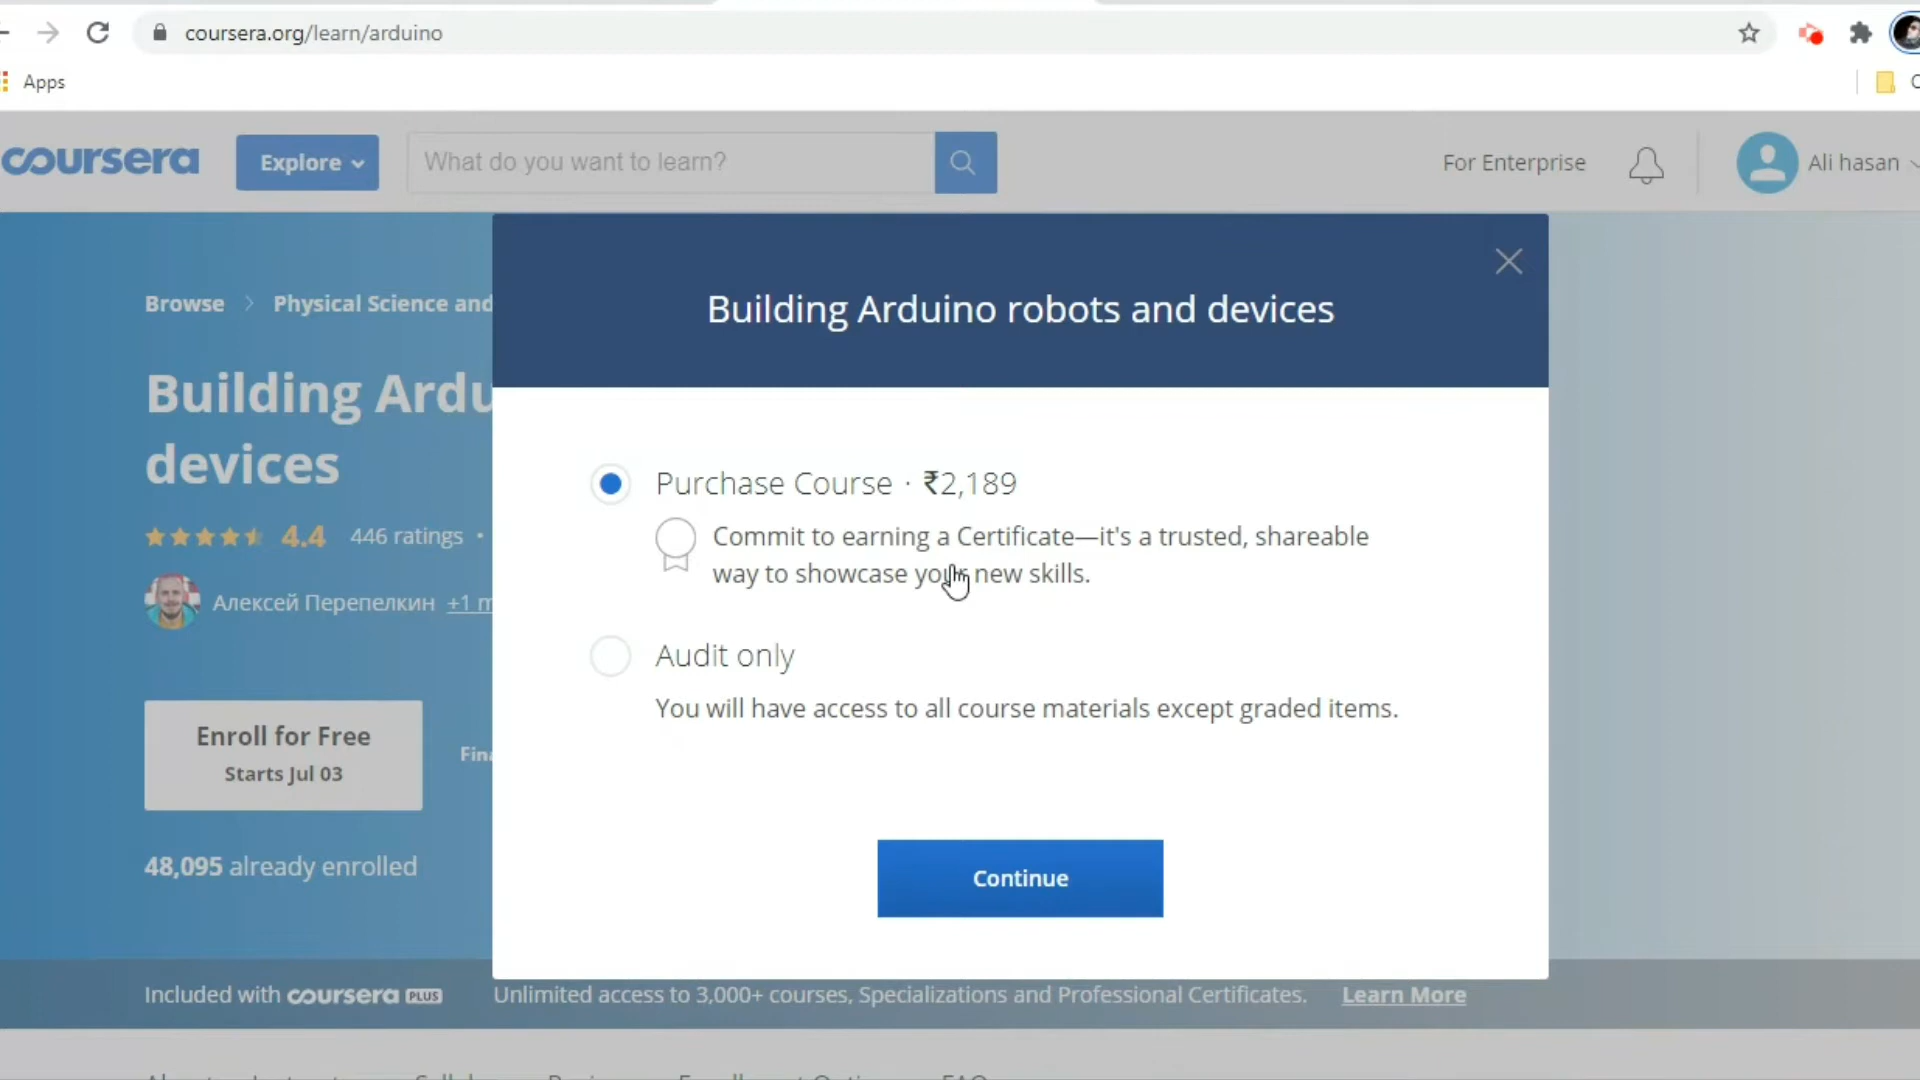 coursera.org/learn/arduino
Apps
coursera
Explore
What do you want to learn?
For Enterprise
Ali hasan
Browse
Physical Science and
Building Arduino robots and devices
Building Ardu
devices
4.4
446 ratings
Алексей Перепелкин
+1
Enroll for Free
Starts Jul 03
48,095 already enrolled
Purchase Course · ₹2,189
Commit to earning a Certificate—it's a trusted, shareable
way to showcase your new skills.
Audit only
You will have access to all course materials except graded items.
Continue
Included with coursera PLUS
Unlimited access to 3,000+ courses, Specializations and Professional Certificates.
Learn More